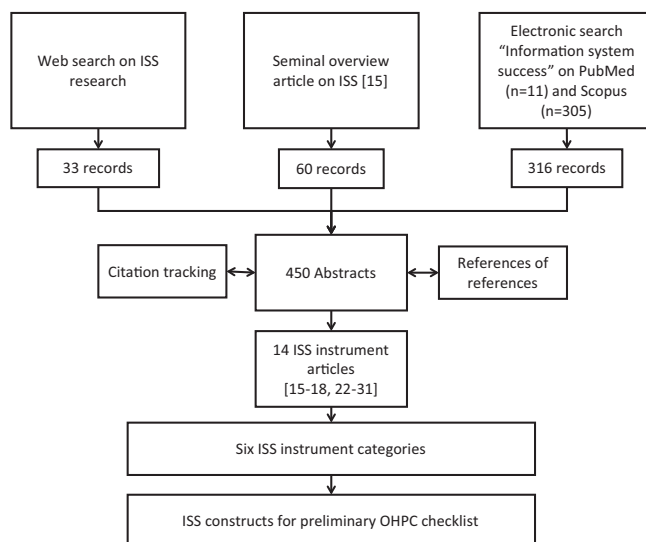 Web search on ISS
research
Seminal overview
article on ISS [15]
Electronic search
“Information system
success” on PubMed
(n=11) and Scopus
(n=305)
33 records
60 records
316 records
Citation tracking
450 Abstracts
References of
references
14 ISS instrument
articles
[15-18, 22-31]
Six ISS instrument categories
ISS constructs for preliminary OHPC checklist